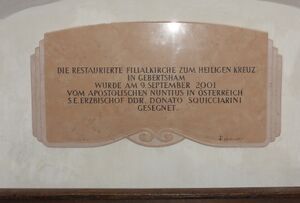 DIE RESTAURIERTE FILIALKIRCHE ZUM HEILIGEN KREUZ
IN GEBERTSHAM
WURDE AM 9. SEPTEMBER 2001
VOM APOSTOLISCHEN NUNTIUS IN ÖSTERREICH
S.E. ERZBISCHOF DDR. DONATO SQUICCIARINI
GESEGNET.